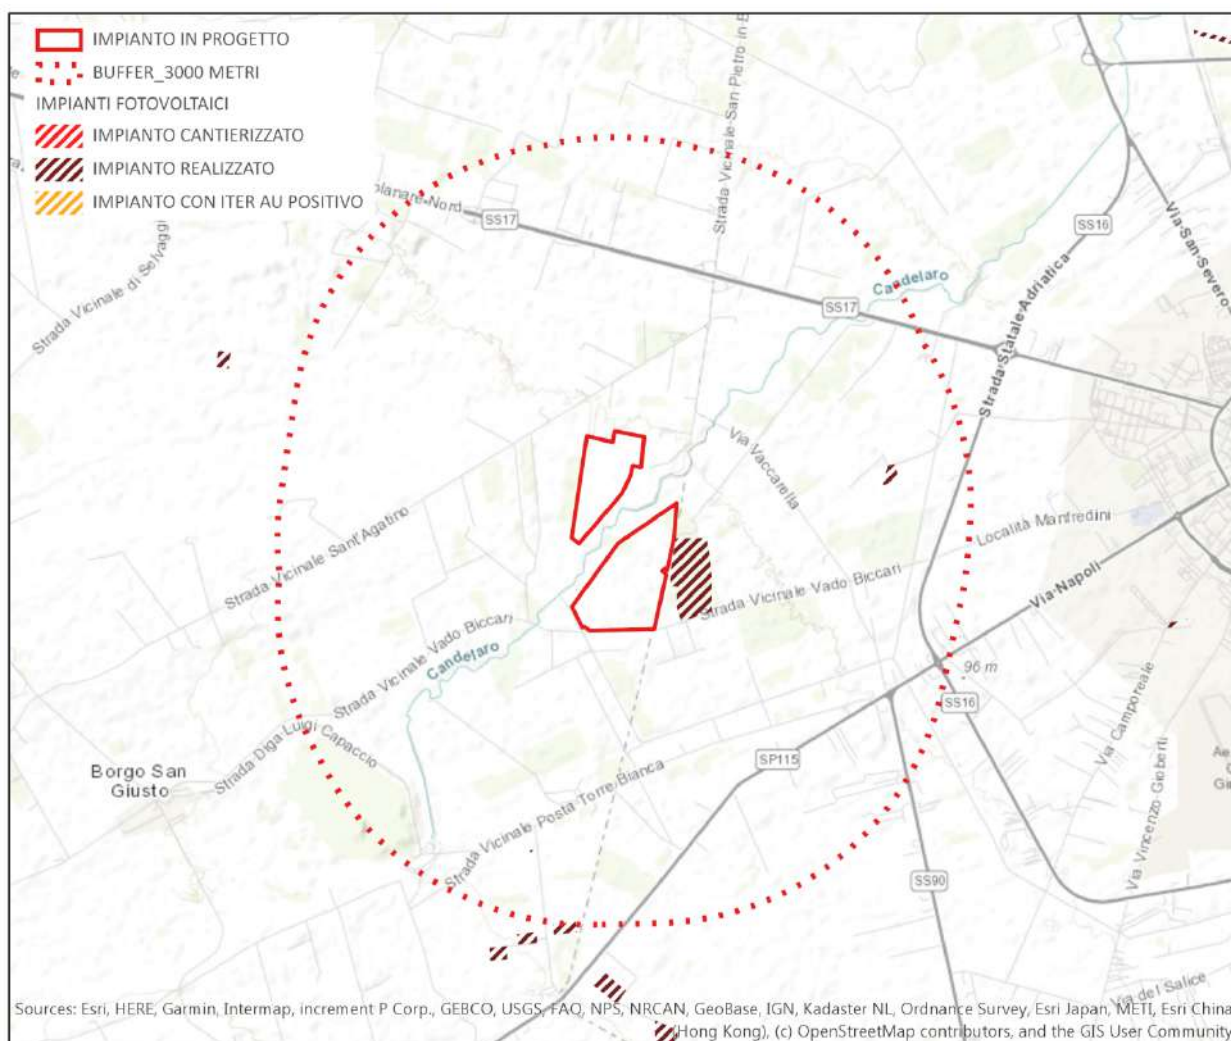 IMPIANTO IN PROGETTO
BUFFER_3000 METRI
IMPIANTI FOTOVOLTAICI
IMPIANTO CANTIERIZZATO
IMPIANTO REALIZZATO
IMPIANTO CON ITER AU POSITIVO
Strada Vicinale San Pietro in B
planare Nord
SS17
Strada Vicinale di Selvaggi
SS16
Via San Severo
Candelaro
SS17
Strada Statale Adriatica
Via Vaccarella
Strada Vicinale Sant'Agatino
Località Manfredini
Strada Vicinale Vado Biccari
Via Napoli
Strada Vicinale Vado Biccari
Candelaro
96 m
SS16
Strada Diga Luigi Capaccio
Borgo San
Giusto
SP115
Via Camporeale
Via Vincenzo Gioberti
Ae
Gi
Strada Vicinale Posta Torre Bianca
SS90
Via del Salice
Sources: Esri, HERE, Garmin, Intermap, increment P Corp., GEBCO, USGS, FAO, NPS, NRCAN, GeoBase, IGN, Kadaster NL, Ordnance Survey, Esri Japan, METI, Esri China
(Hong Kong), (c) OpenStreetMap contributors, and the GIS User Community